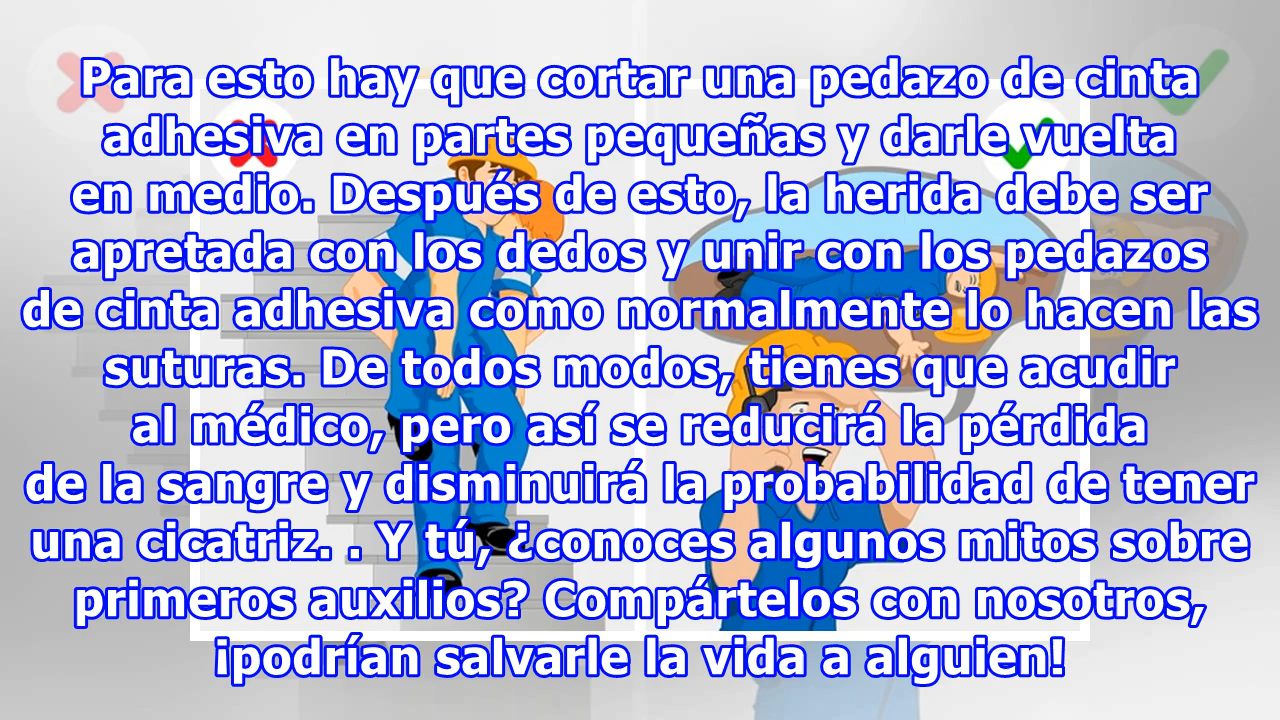 Para esto hay que cortar una pedazo de cinta
adhesiva en partes pequeñas y darle vuelta
en medio. Después de esto, la herida debe ser
apretada con los dedos y unir con los pedazos
de cinta adhesiva como normalmente lo hacen las
suturas. De todos modos, tienes que acudir
al médico, pero así se reducirá la pérdida
de la sangre y disminuirá la probabilidad de tener
una cicatriz. . Y tú, ¿conoces algunos mitos sobre
primeros auxilios? Compártelos con nosotros,
¡podrían salvarle la vida a alguien!